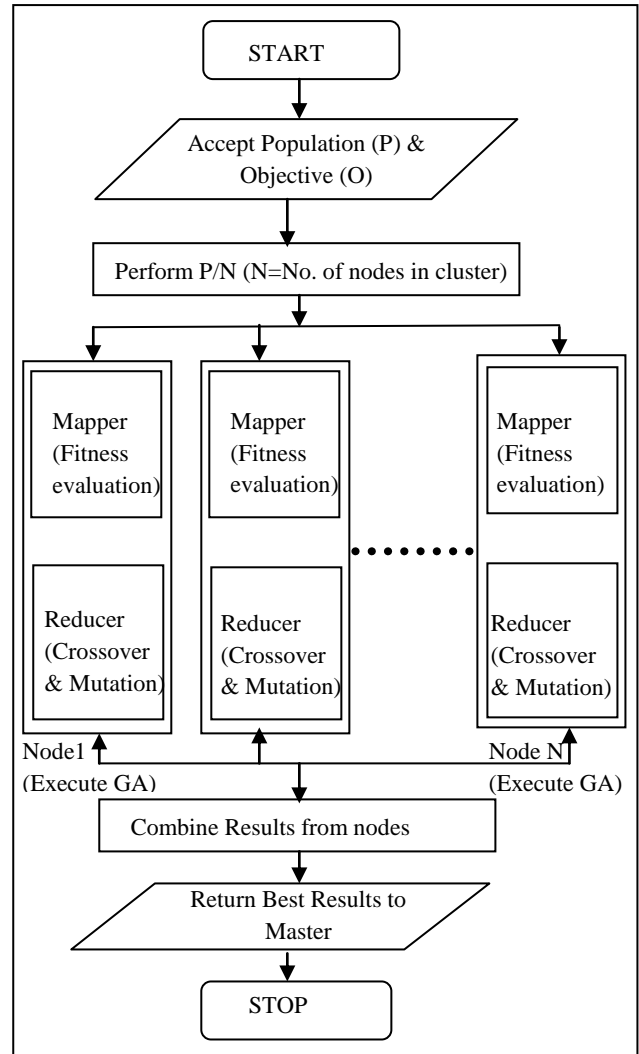 START
Accept Population (P) &
Objective (O)
Perform P/N (N=No. of nodes in cluster)
Mapper
(Fitness
evaluation)
Mapper
(Fitness
evaluation)
Mapper
(Fitness
evaluation)
Reducer
(Crossover
& Mutation)
Reducer
(Crossover
& Mutation)
Reducer
(Crossover
& Mutation)
Node1
(Execute GA)
Node N
(Execute GA)
Combine Results from nodes
Return Best Results to
Master
STOP